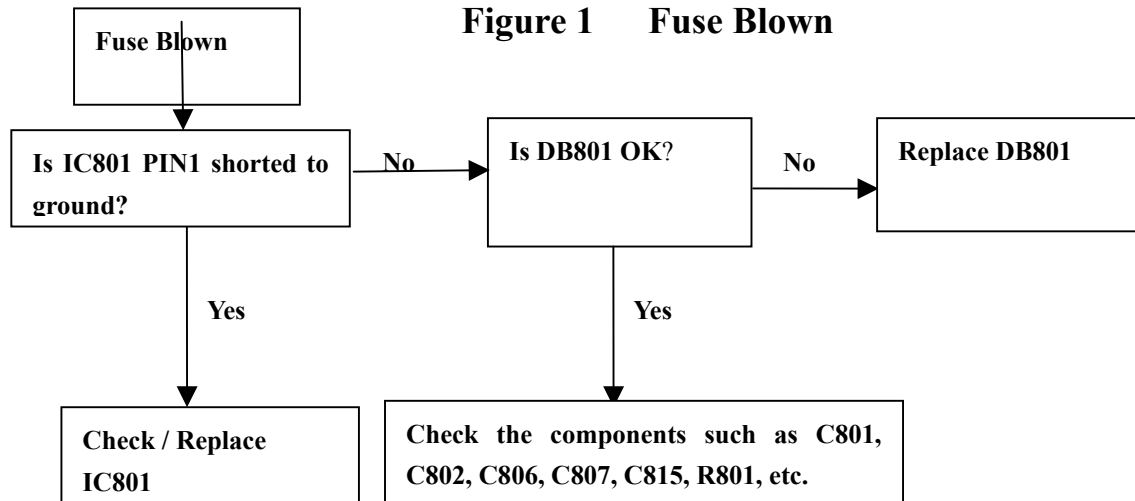 Figure 1 Fuse Blown
Fuse Blown
Is IC801 PIN1 shorted to
ground?
No
Is DB801 OK?
No
Replace DB801
Yes
Yes
Check / Replace
IC801
Check the components such as C801,
C802, C806, C807, C815, R801, etc.